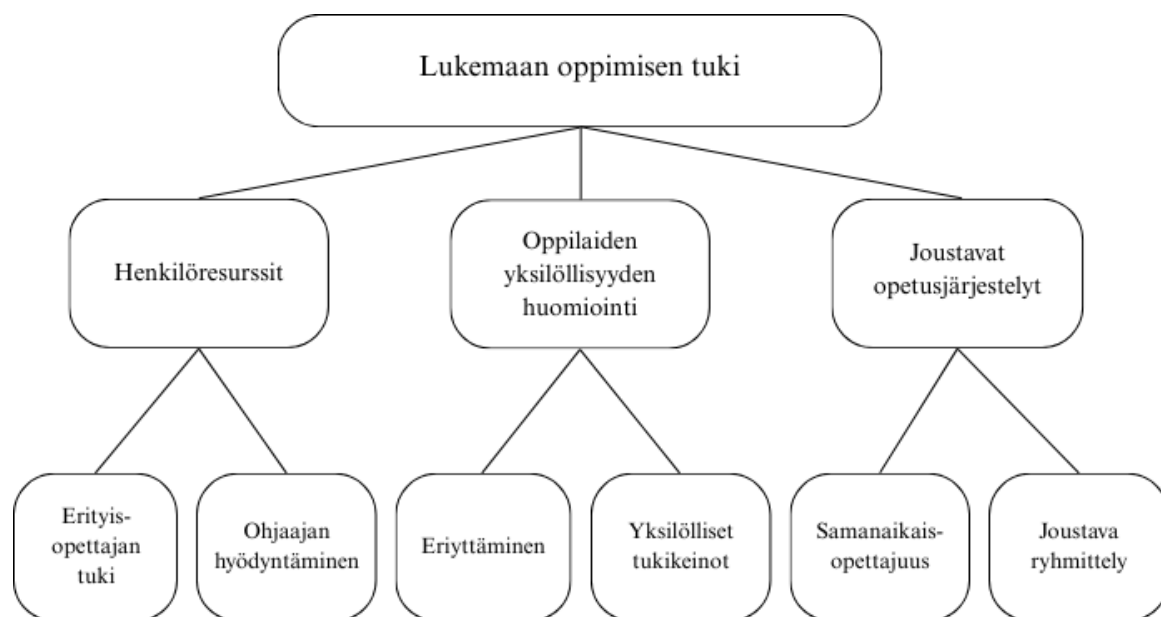 Lukemaan oppimisen tuki
Henkilöresurssit
Oppilaiden
yksilöllisyyden
huomiointi
Joustavat
opetusjärjestelyt
Erityis-
opettajan
tuki
Ohjaajan
hyödyntäminen
Eriyttäminen
Yksilölliset
tukikeinot
Samanaikais-
opettajuus
Joustava
ryhmittely